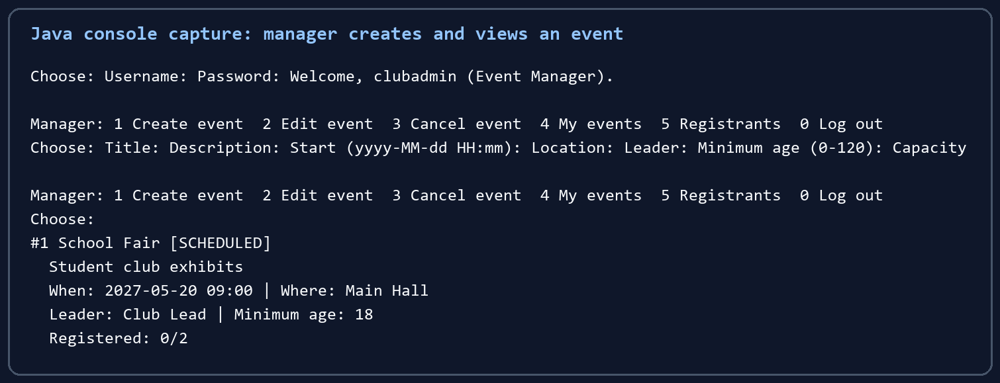 Java console capture: manager creates and views an event
Choose: Username: Password: Welcome, clubadmin (Event Manager).
Manager: 1 Create event  2 Edit event  3 Cancel event  4 My events  5 Registrants  0 Log out
Choose: Title: Description: Start (yyyy-MM-dd HH:mm): Location: Leader: Minimum age (0-120): Capacity
Manager: 1 Create event  2 Edit event  3 Cancel event  4 My events  5 Registrants  0 Log out
Choose:
#1 School Fair [SCHEDULED]
Student club exhibits
When: 2027-05-20 09:00 | Where: Main Hall
Leader: Club Lead | Minimum age: 18
Registered: 0/2